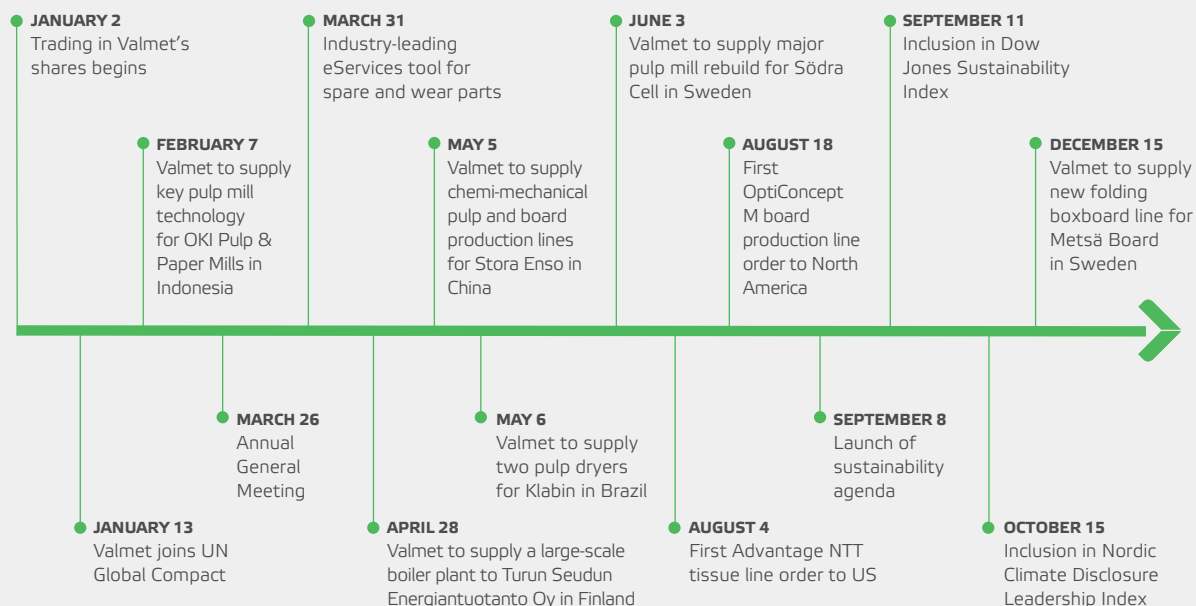 JANUARY 2
Trading in Valmet's
shares begins
MARCH 31
Industry-leading
eServices tool for
spare and wear parts
JUNE 3
Valmet to supply major
pulp mill rebuild for Södra
Cell in Sweden
SEPTEMBER 11
Inclusion in Dow
Jones Sustainability
Index
FEBRUARY 7
Valmet to supply
key pulp mill
technology
for OKI Pulp &
Paper Mills in
Indonesia
MAY 5
Valmet to supply
chemi-mechanical
pulp and board
production lines
for Stora Enso in
China
AUGUST 18
First
OptiConcept
M board
production line
order to North
America
DECEMBER 15
Valmet to supply
new folding
boxboard line for
Metsä Board
in Sweden
MARCH 26
Annual
General
Meeting
MAY 6
Valmet to supply
two pulp dryers
for Klabin in Brazil
SEPTEMBER 8
Launch of
sustainability
agenda
JANUARY 13
Valmet joins UN
Global Compact
APRIL 28
Valmet to supply a large-scale
boiler plant to Turun Seudun
Energiantuotanto Oy in Finland
AUGUST 4
First Advantage NTT
tissue line order to US
OCTOBER 15
Inclusion in Nordic
Climate Disclosure
Leadership Index